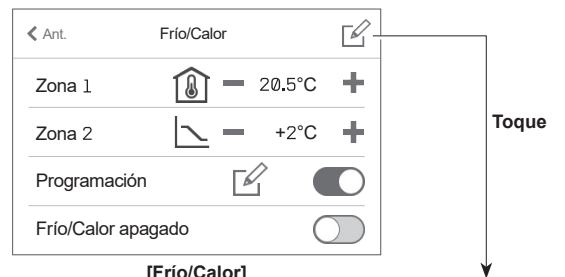 Ant. Frío/Calor
Zona 1 20.5°C
Toque
Zona 2 +2°C
Programación
Frío/Calor apagado
[Frío/Calor]